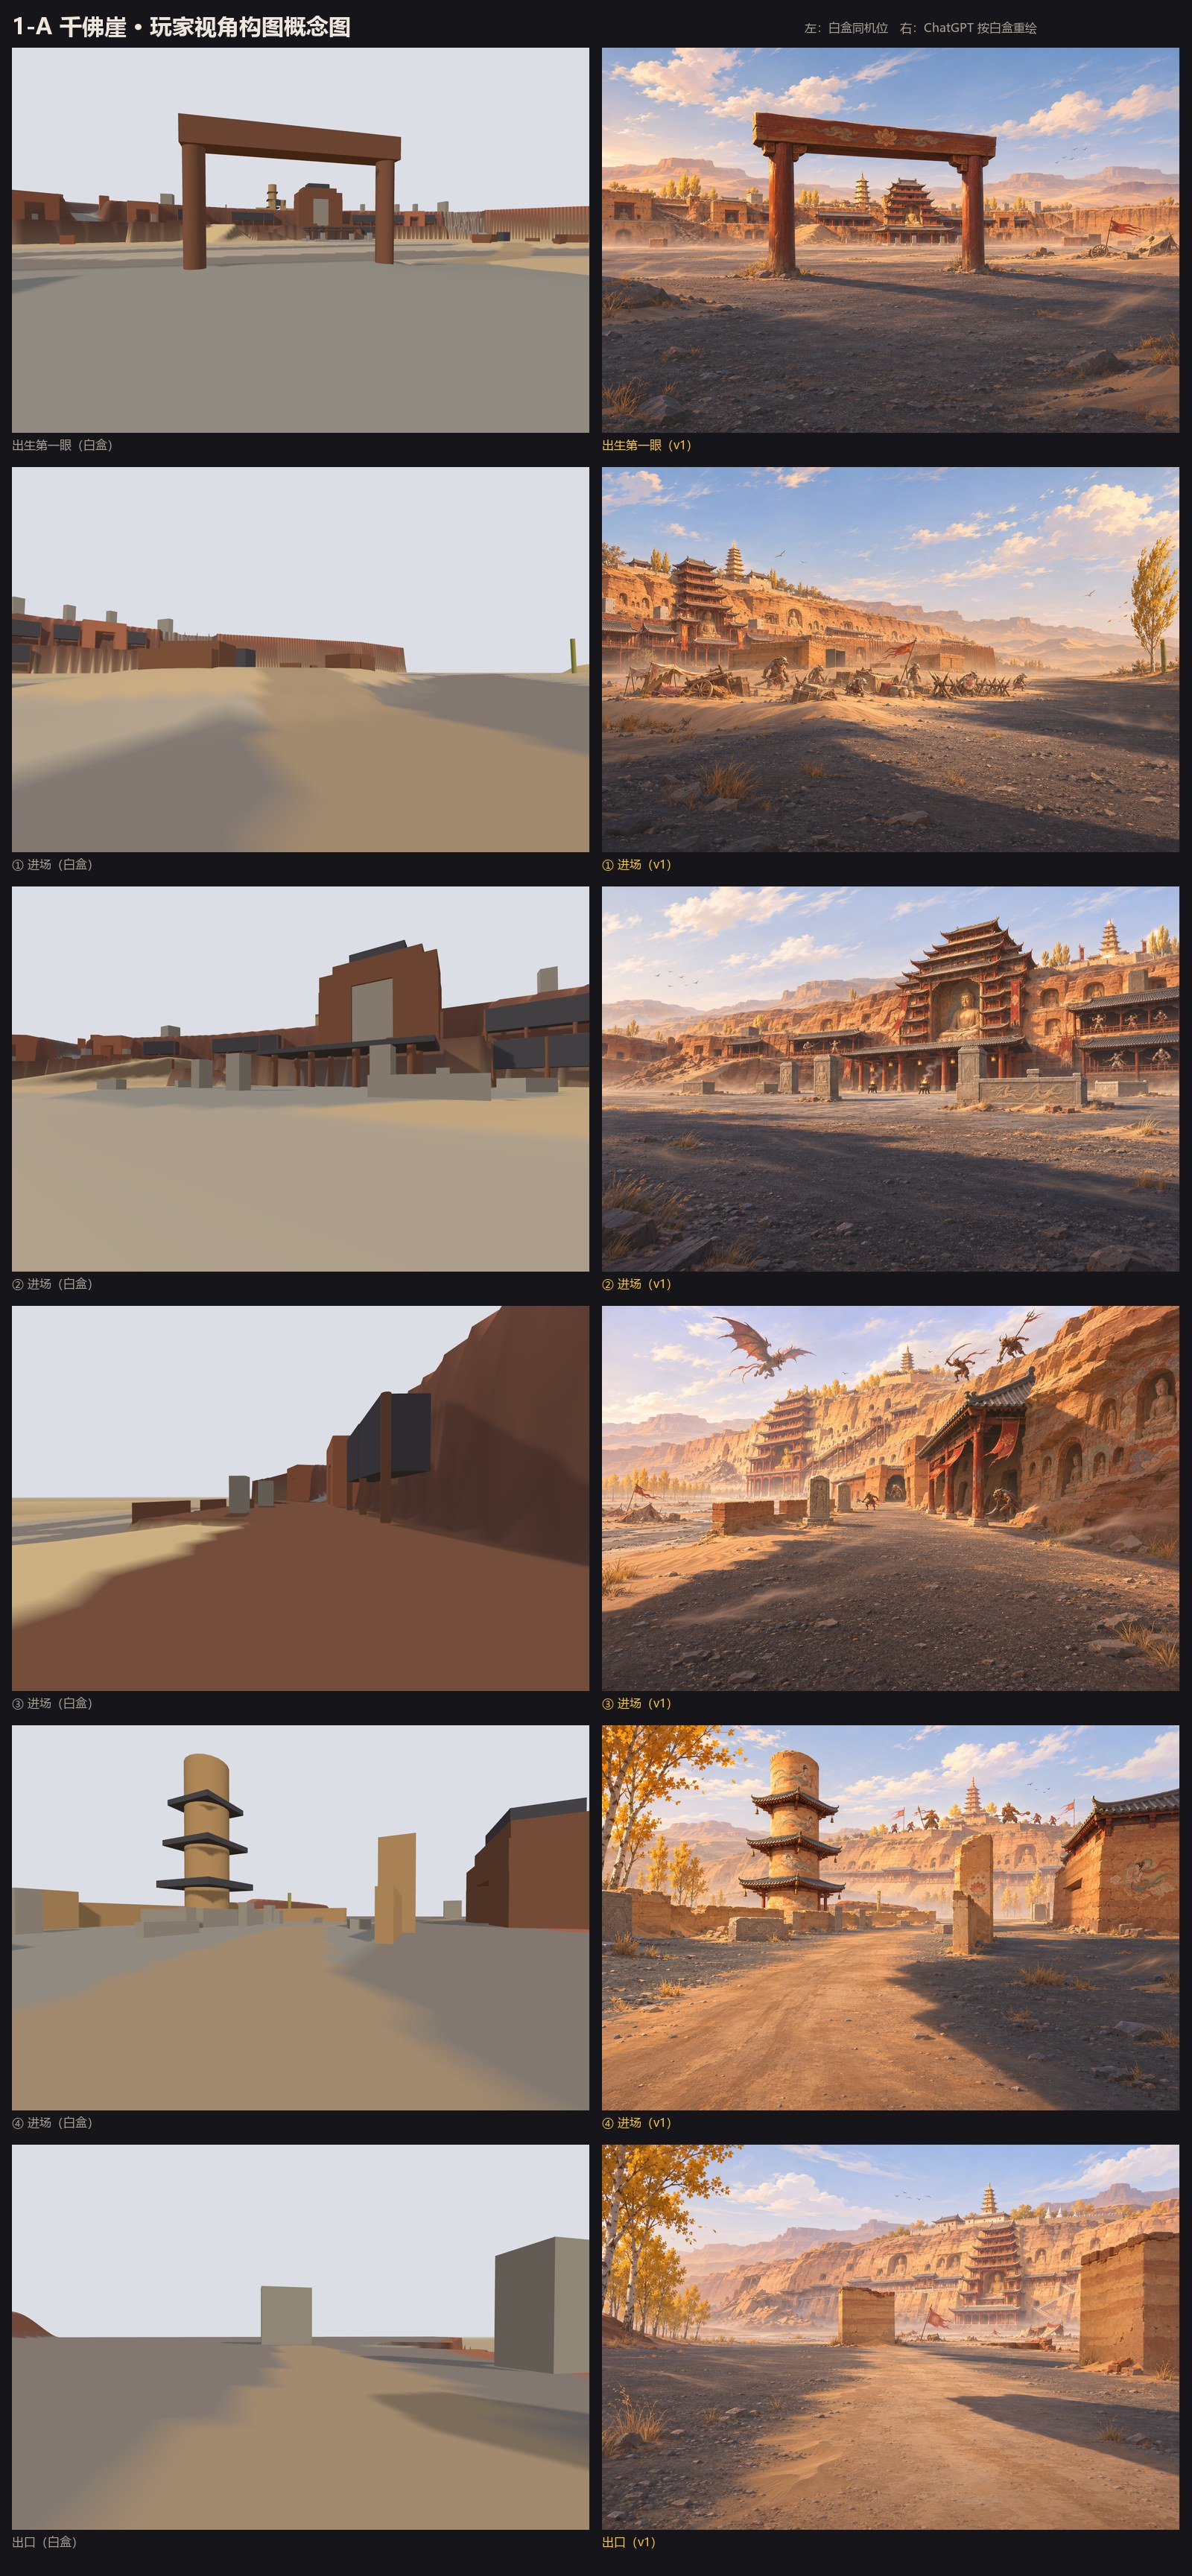 1-A 千佛崖 • 玩家视角构图概念图
左：白盒同机位 右：ChatGPT 按白盒重绘
出生第一眼（白盒）
出生第一眼（v1）
① 进场（白盒）
① 进场（v1）
② 进场（白盒）
② 进场（v1）
③ 进场（白盒）
③ 进场（v1）
④ 进场（白盒）
④ 进场（v1）
出口（白盒）
出口（v1）